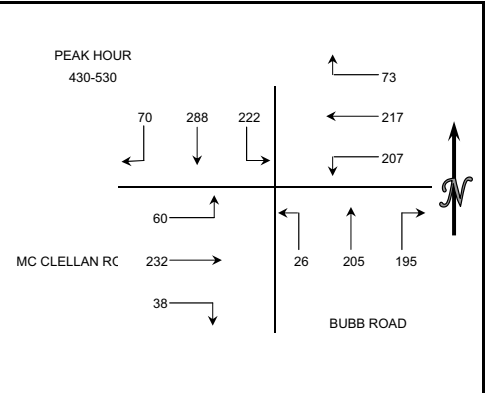 PEAK HOUR
430-530
73
70 288 222
217
207
N
60
MC CLELLAN RC 232
26 205 195
38
BUBB ROAD